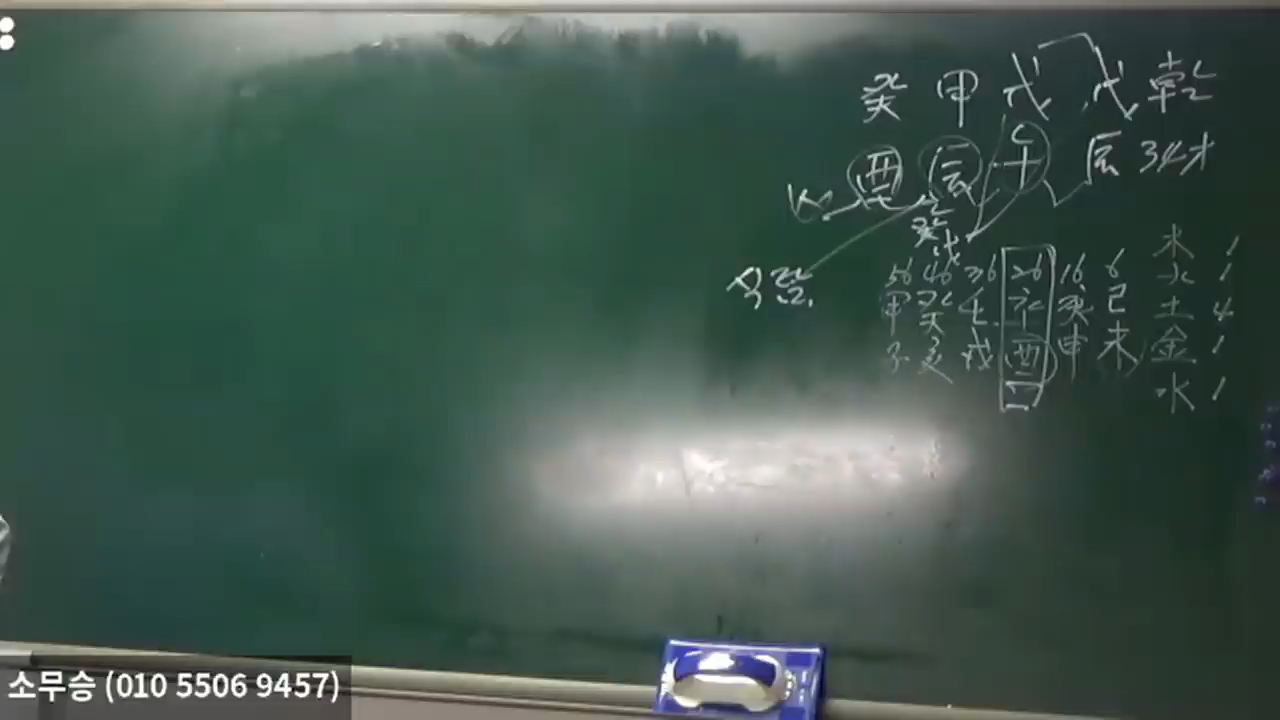 癸 甲 戊 戊 乾
酉 辰 午 辰 34才
癸
戊
56 46 36 26 16 6
甲 癸 壬 辛 庚 己
子 亥 戌 酉 申 未
木 1
火 1
土 4
金 1
水 1
소무승 (010 5506 9457)